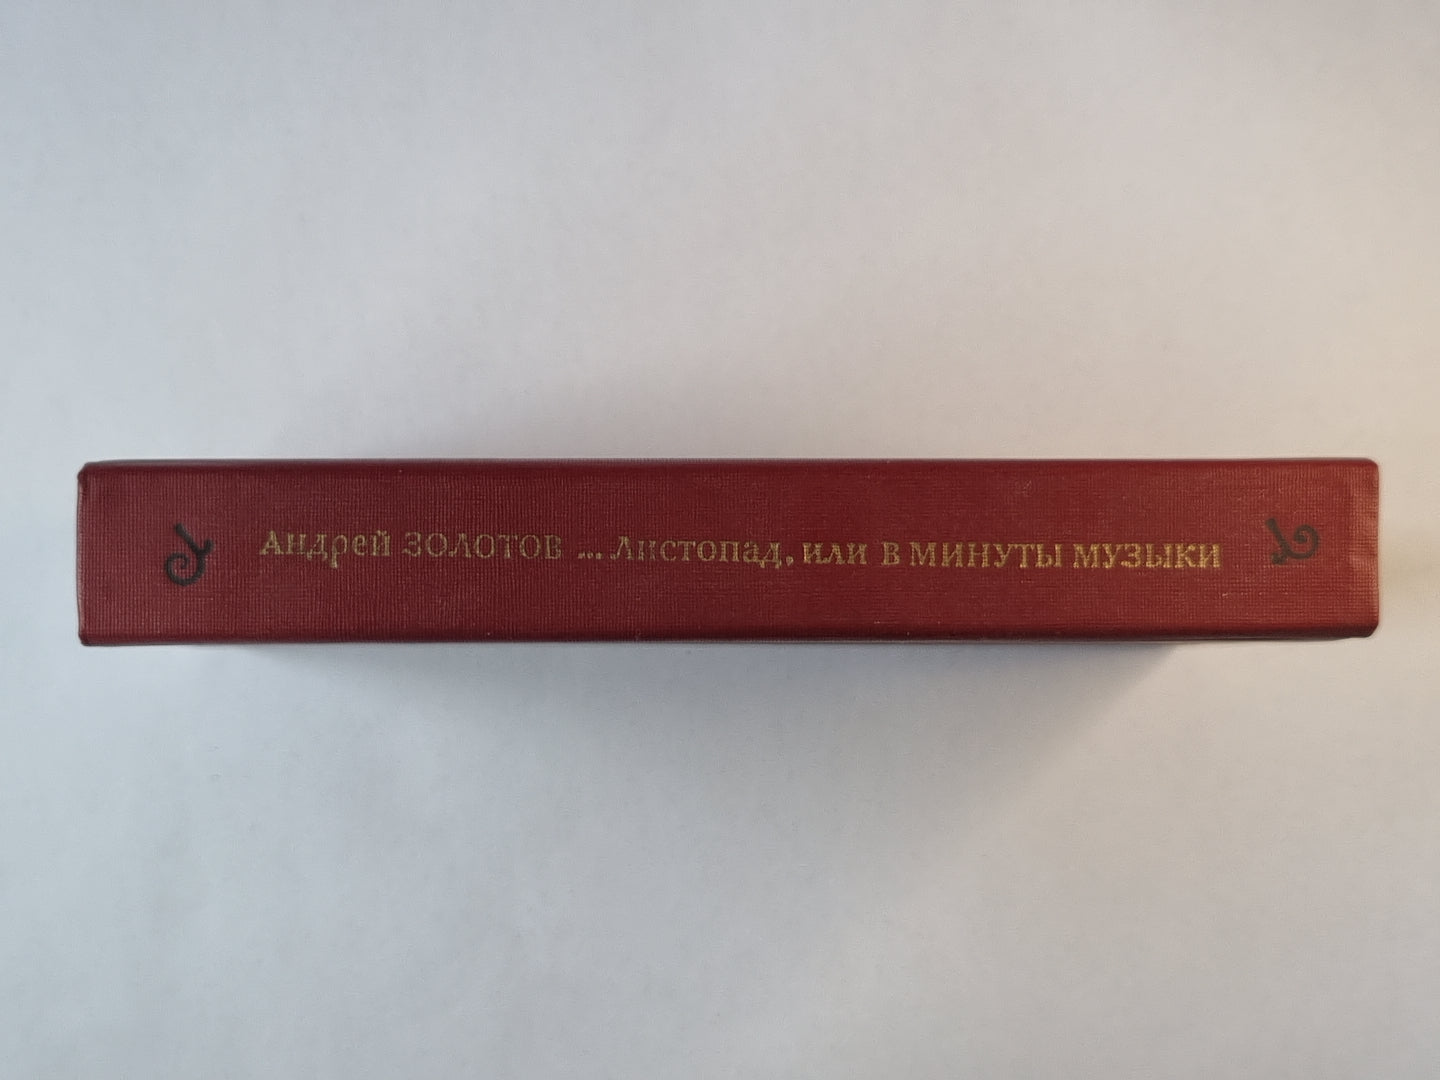 Андрей ЗОЛОТОВ ... Листопад, или В МИНУТЫ МУЗЫКИ